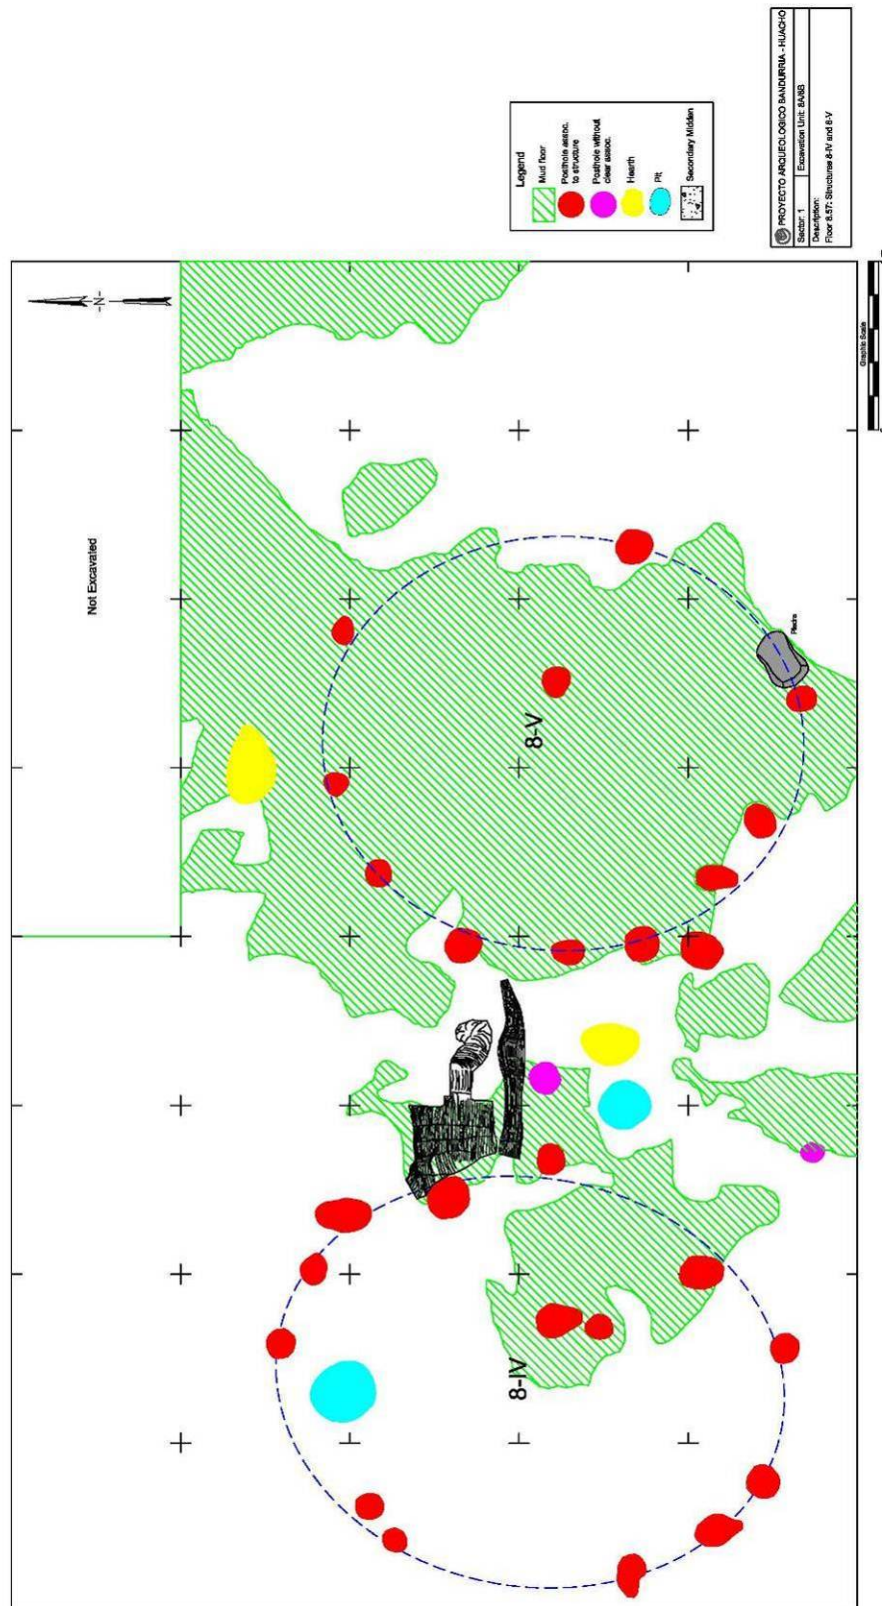 PROYECTO ARQUEOLOGICO BANDURRIA - HUACHO
Sector: 1
Excavation Unit: 8A/8B
Description:
Floor 8.57: Structures 8-IV and 8-V
Legend
Mud floor
Posthole assoc.
to structure
Posthole without
clear assoc.
Hearth
Pit
Secondary Midden
-N-
Not Excavated
Graphic Scale
8-V
Piedra
8-IV